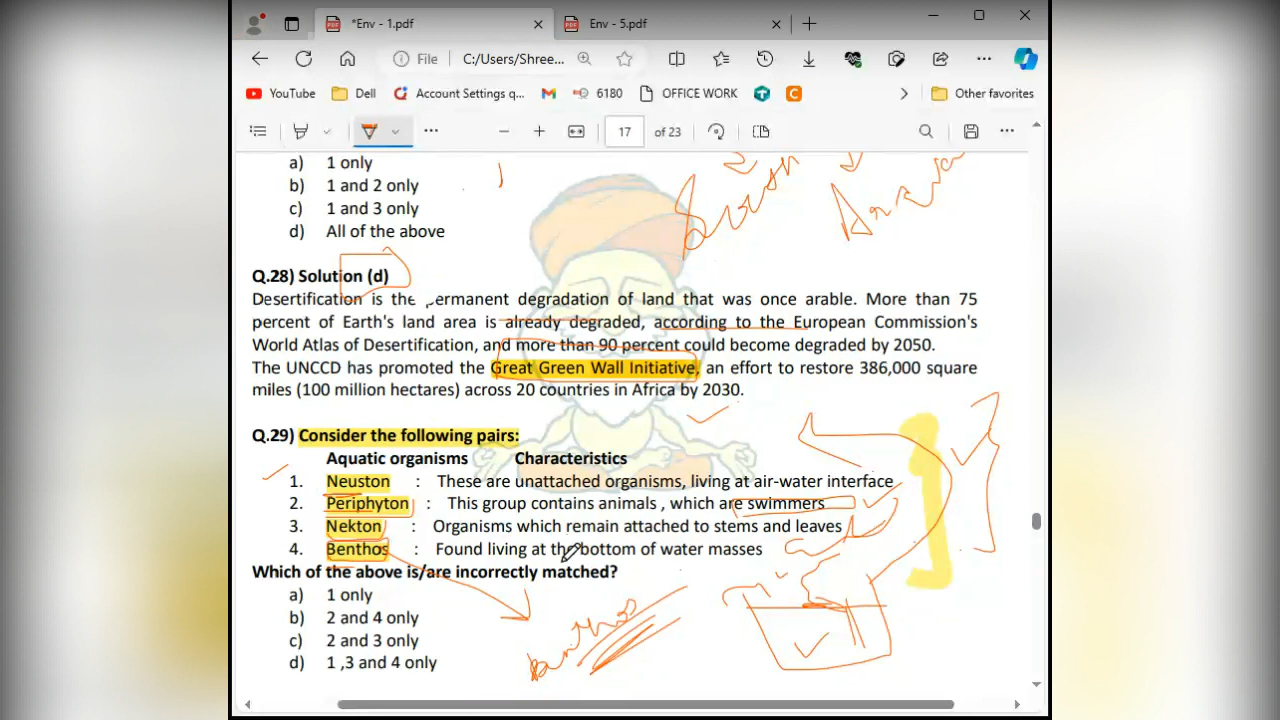 *Env - 1.pdf
Env - 5.pdf
File
C:/Users/Shree...
YouTube
Dell
Account Settings q...
6180
OFFICE WORK
Other favorites
17 of 23
a) 1 only
b) 1 and 2 only
c) 1 and 3 only
d) All of the above
Q.28) Solution (d)
Desertification is the permanent degradation of land that was once arable. More than 75
percent of Earth's land area is already degraded, according to the European Commission's
World Atlas of Desertification, and more than 90 percent could become degraded by 2050.
The UNCCD has promoted the Great Green Wall Initiative, an effort to restore 386,000 square
miles (100 million hectares) across 20 countries in Africa by 2030.
Q.29) Consider the following pairs:
Aquatic organisms Characteristics
1. Neuston : These are unattached organisms, living at air-water interface
2. Periphyton : This group contains animals , which are swimmers
3. Nekton : Organisms which remain attached to stems and leaves
4. Benthos : Found living at the bottom of water masses
Which of the above is/are incorrectly matched?
a) 1 only
b) 2 and 4 only
c) 2 and 3 only
d) 1 ,3 and 4 only
Benthos